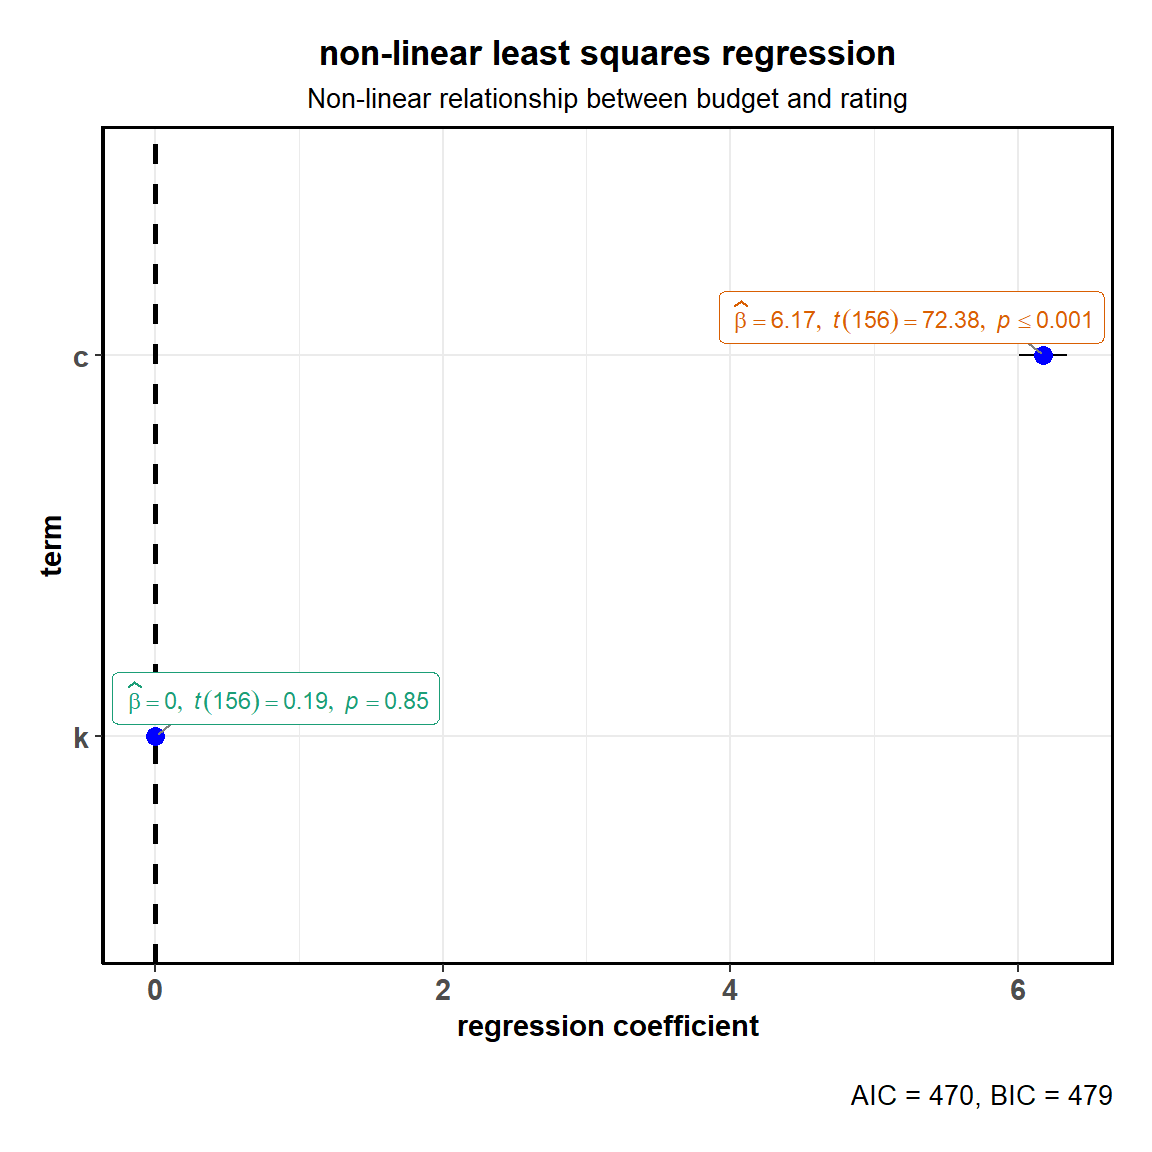 non-linear least squares regression
Non-linear relationship between budget and rating
β̂ = 6.17, t(156) = 72.38, p ≤ 0.001
c
term
β̂ = 0, t(156) = 0.19, p = 0.85
k
0 2 4 6
regression coefficient
AIC = 470, BIC = 479